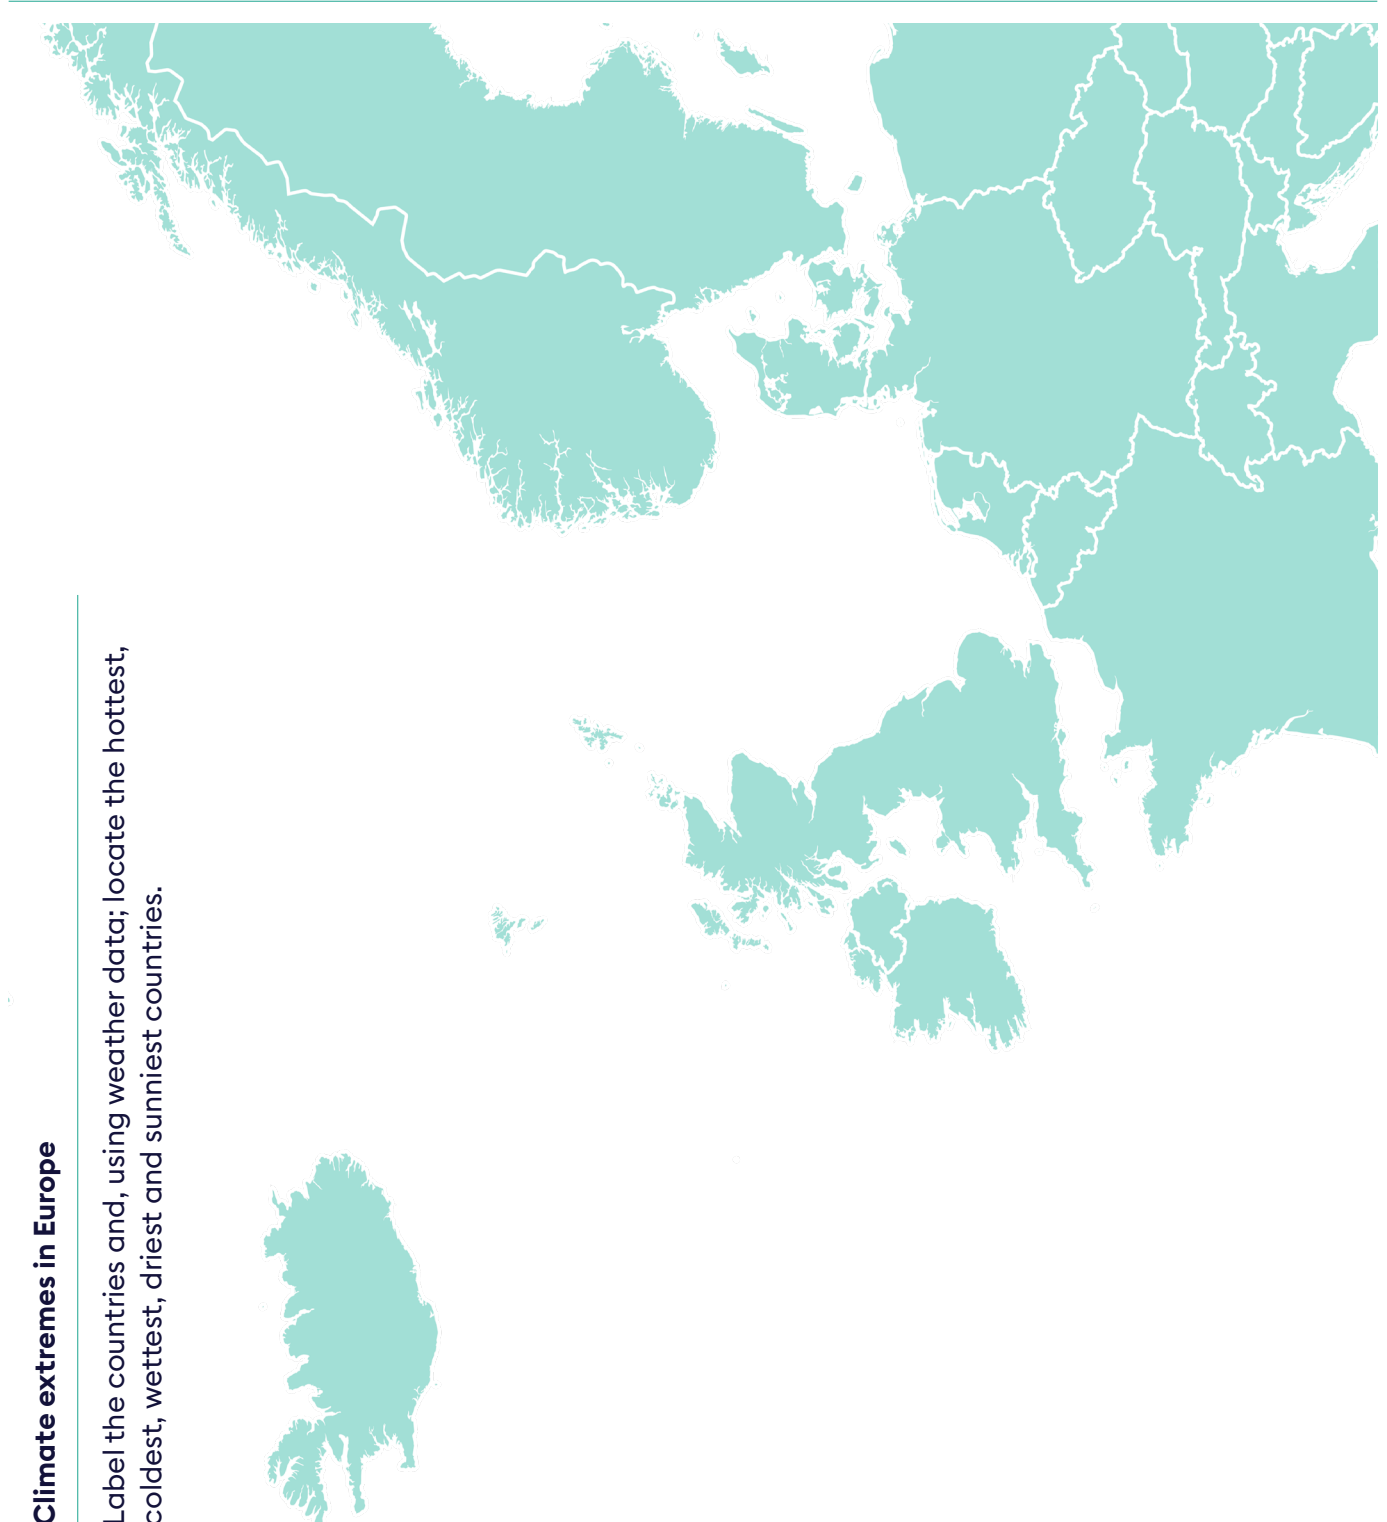 Climate extremes in Europe
Label the countries and, using weather data; locate the hottest,
coldest, wettest, driest and sunniest countries.